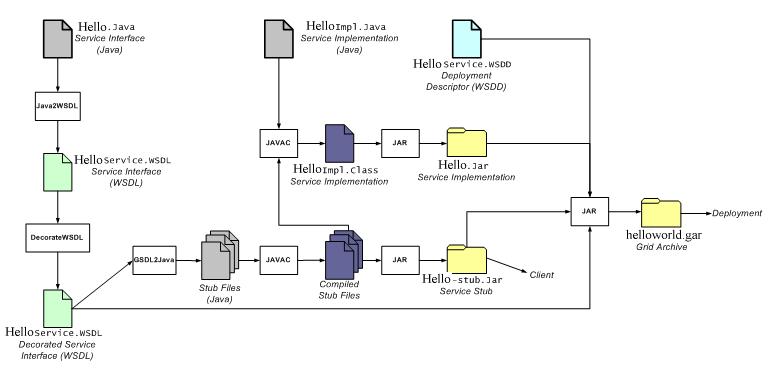 Hello.Java
Service Interface
(Java)
HelloImpl.Java
Service Implementation
(Java)
HelloService.WSDD
Deployment
Descriptor (WSDD)
Java2WSDL
JAVAC
HelloImpl.Class
Service Implementation
JAR
Hello.Jar
Service Implementation
HelloService.WSDL
Service Interface
(WSDL)
JAR
helloworld.gar
Grid Archive
Deployment
DecorateWSDL
GSDL2Java
Stub Files
(Java)
JAVAC
Compiled
Stub Files
JAR
Hello-stub.Jar
Service Stub
Client
HelloService.WSDL
Decorated Service
Interface (WSDL)